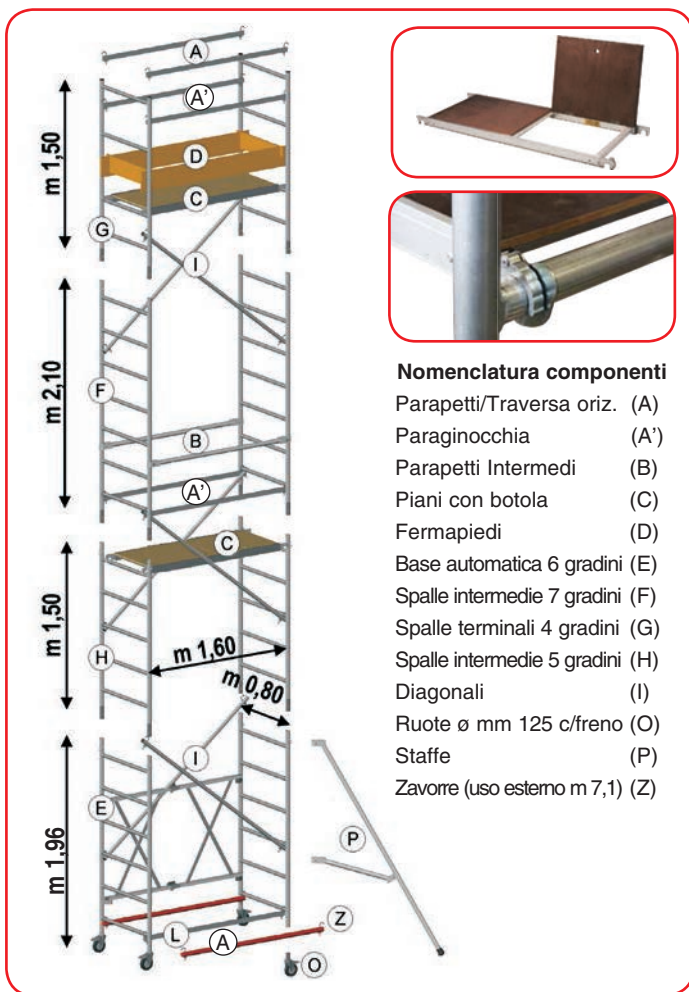 A
A'
m 1,50
D
C
G
I
m 2,10
F
B
A'
C
m 1,50
m 1,60
H
m 0,80
I
E
m 1,96
P
Z
L
A
O
Nomenclatura componenti
Parapetti/Traversa oriz. (A)
Paraginocchia (A')
Parapetti Intermedi (B)
Piani con botola (C)
Fermapiedi (D)
Base automatica 6 gradini (E)
Spalle intermedie 7 gradini (F)
Spalle terminali 4 gradini (G)
Spalle intermedie 5 gradini (H)
Diagonali (I)
Ruote ø mm 125 c/freno (O)
Staffe (P)
Zavorre (uso esterno m 7,1) (Z)